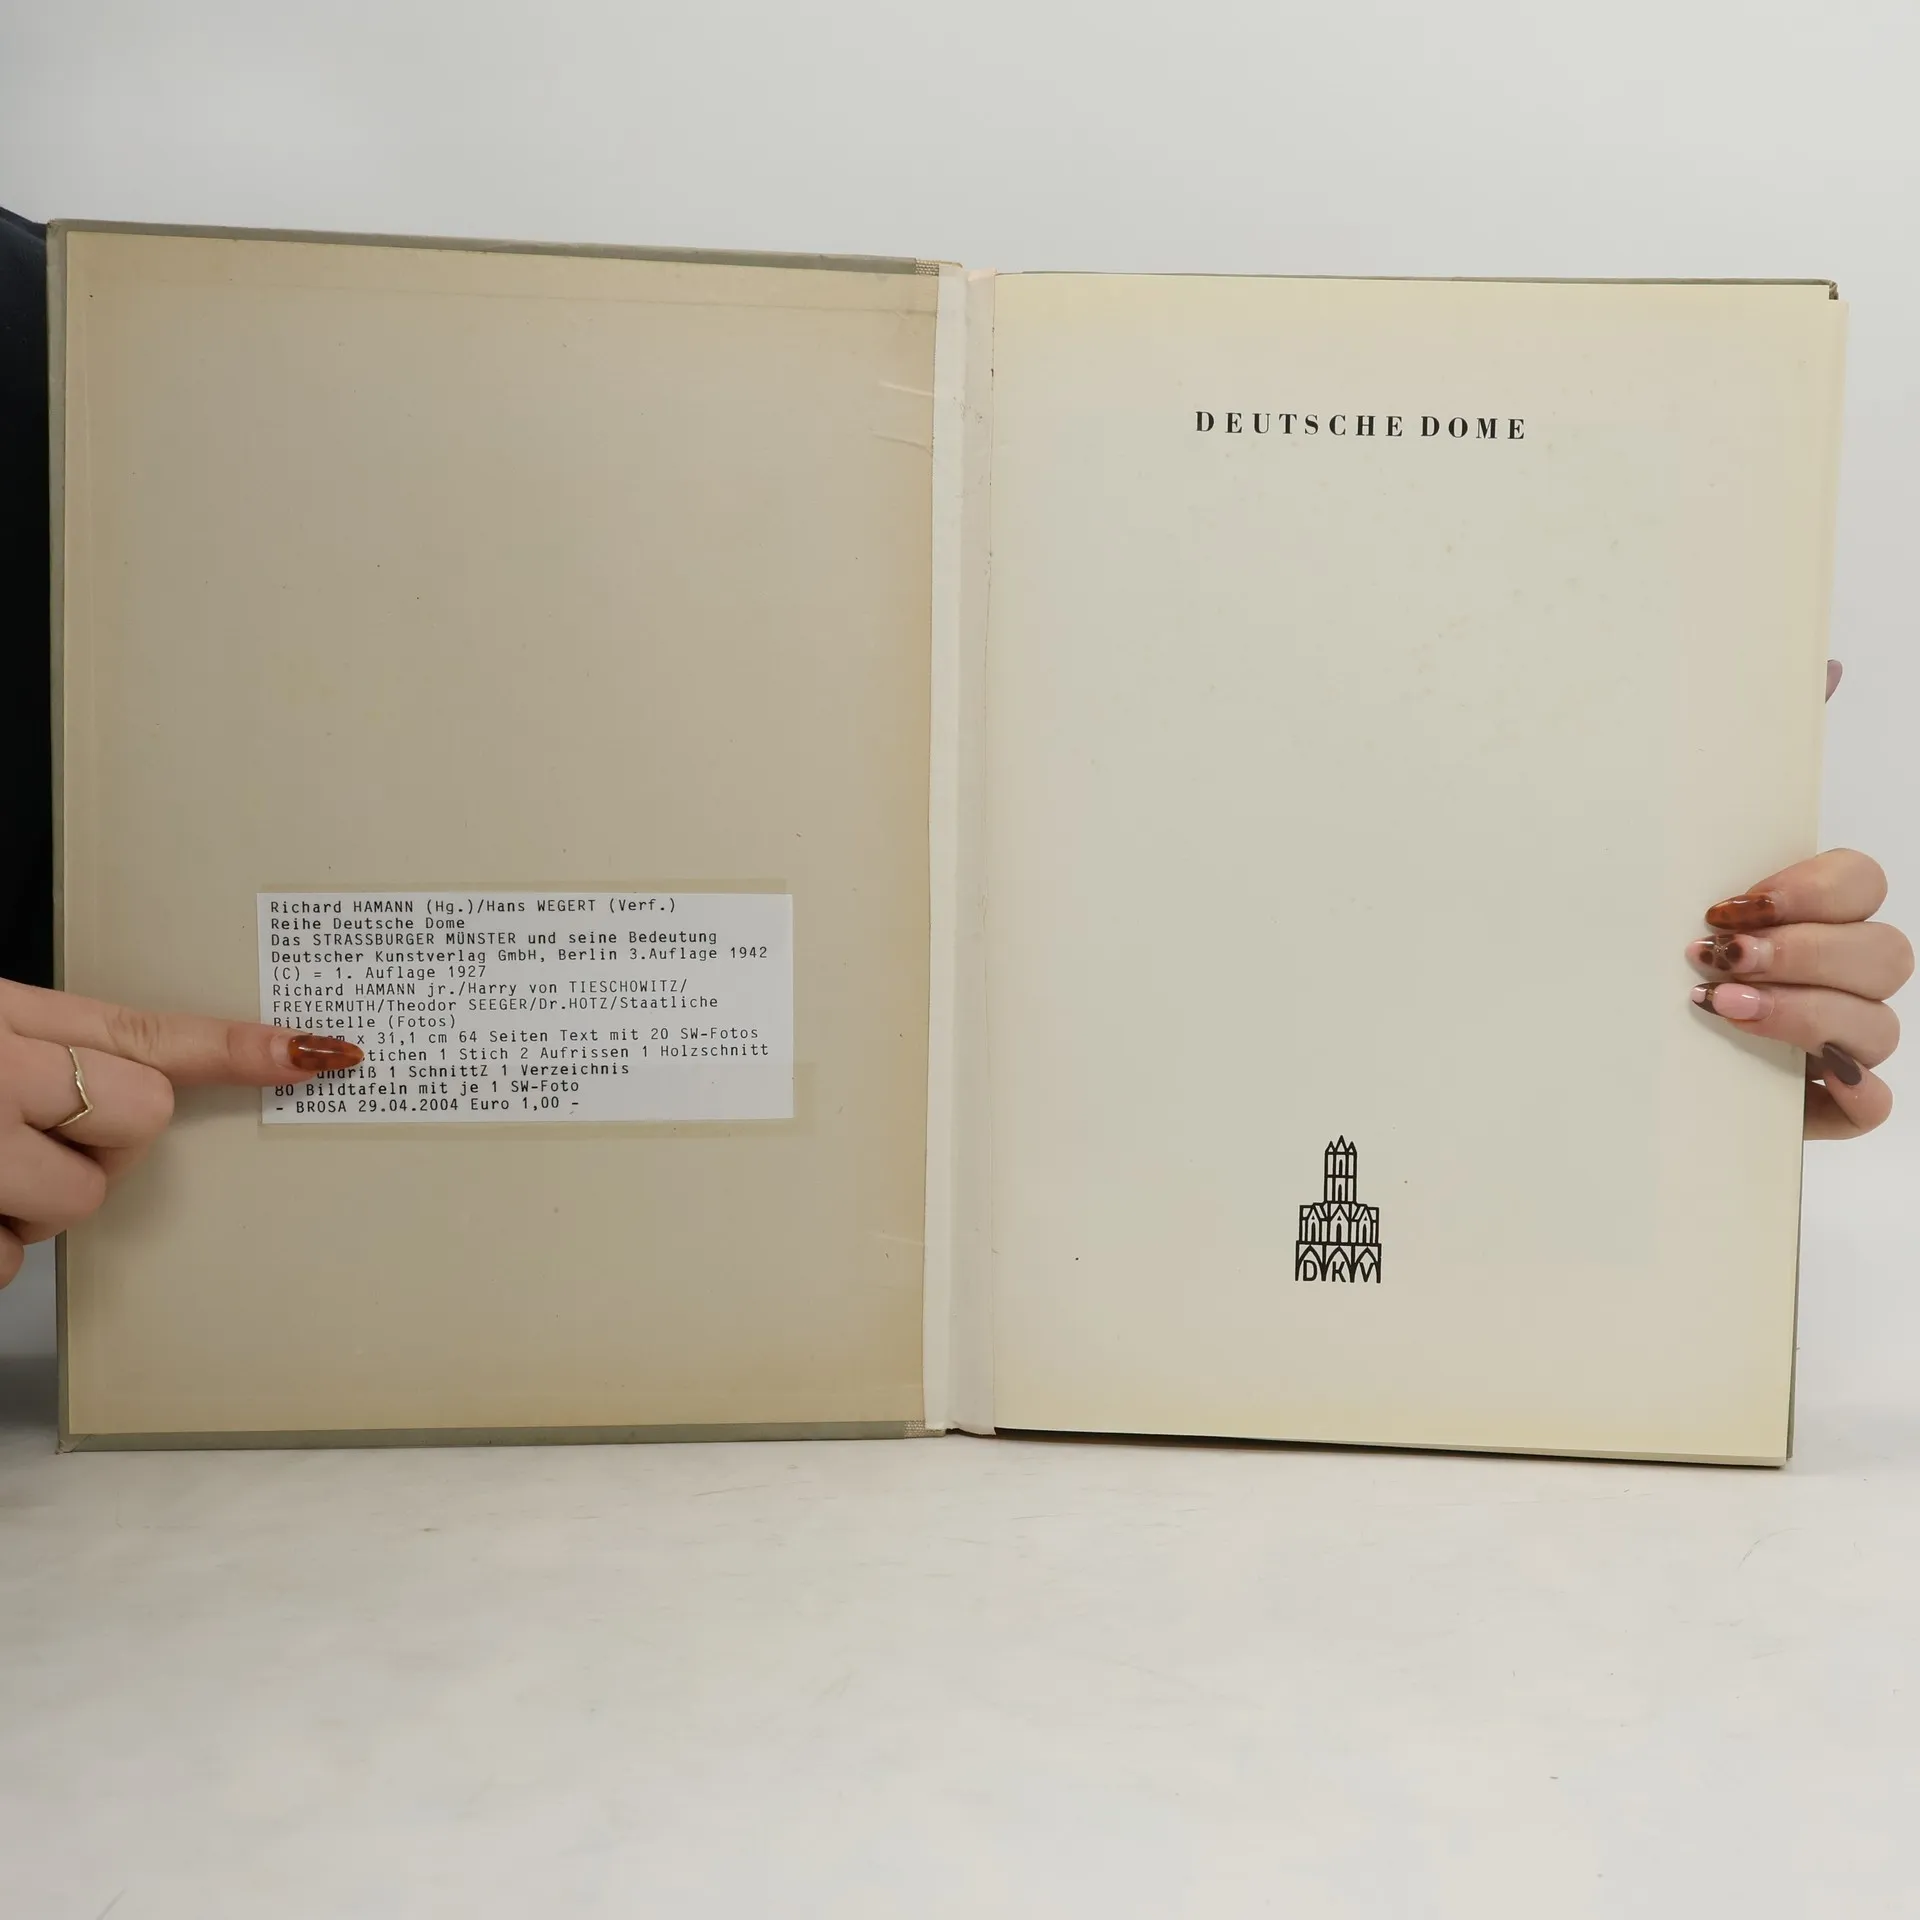 Richard HAMANN (Hg.)/Hans WEGERT (Verf.)
Reihe Deutsche Dome
Das STRASSBURGER MÜNSTER und seine Bedeutung
Deutscher Kunstverlag GmbH, Berlin 3.Auflage 1942
(C) = 1. Auflage 1927
Richard HAMANN jr./Harry von TIESCHOWITZ/
FREYERMUTH/Theodor SEEGER/Dr.HOTZ/Staatliche
Bildstelle (Fotos)
x 31,1 cm 64 Seiten Text mit 20 SW-Fotos
1 Stich 2 Aufrissen 1 Holzschnitt
1 SchnittZ 1 Verzeichnis
80 Bildtafeln mit je 1 SW-Foto
- BROSA 29.04.2004 Euro 1,00 -
DEUTSCHE DOME
DKV